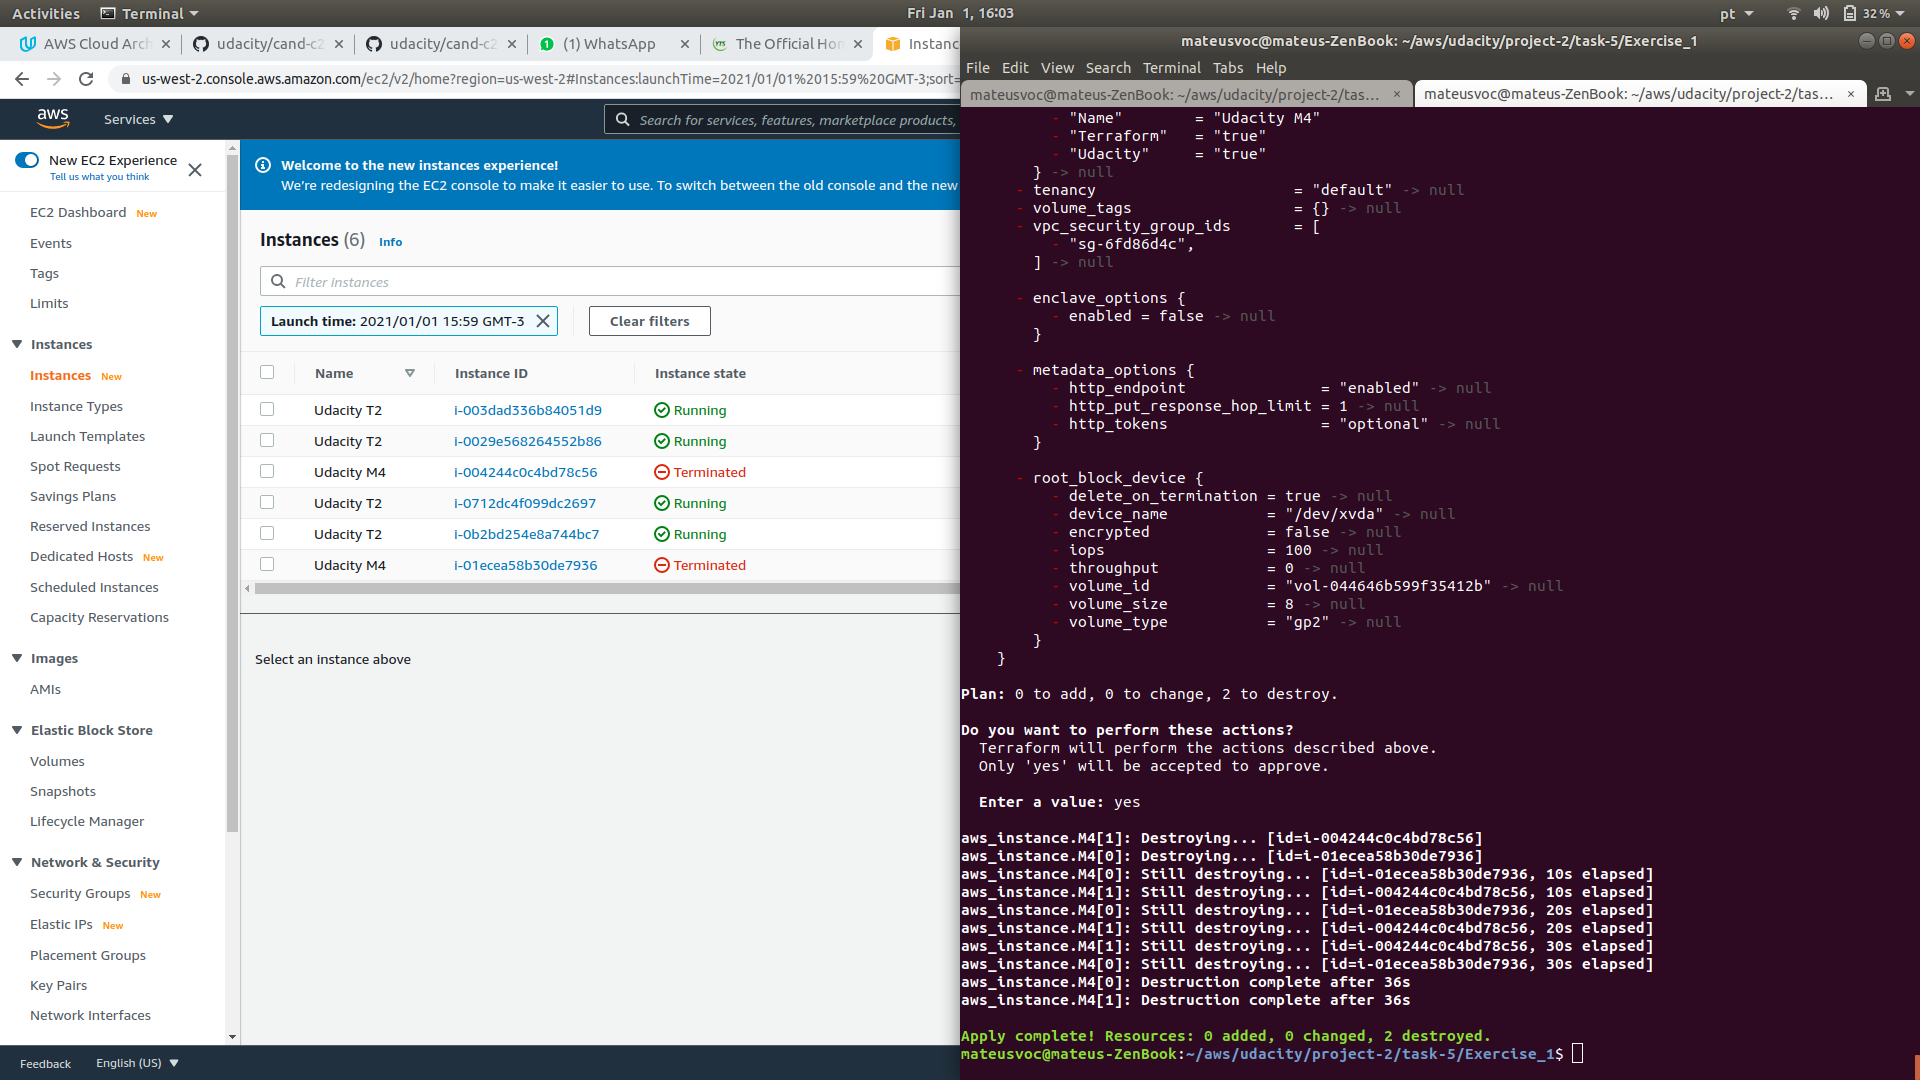 Activities
Terminal
Fri Jan 1, 16:03
pt
32 %
AWS Cloud Arch
udacity/cand-c2
udacity/cand-c2
(1) WhatsApp
The Official Hom
Instanc
us-west-2.console.aws.amazon.com/ec2/v2/home?region=us-west-2#Instances:launchTime=2021/01/01%2015:59%20GMT-3;sort=
aws
Services
Search for services, features, marketplace products,
New EC2 Experience
Tell us what you think
EC2 Dashboard New
Events
Tags
Limits
Instances
Instances New
Instance Types
Launch Templates
Spot Requests
Savings Plans
Reserved Instances
Dedicated Hosts New
Scheduled Instances
Capacity Reservations
Images
AMIs
Elastic Block Store
Volumes
Snapshots
Lifecycle Manager
Network & Security
Security Groups New
Elastic IPs New
Placement Groups
Key Pairs
Network Interfaces
Feedback
English (US)
Welcome to the new instances experience!
We're redesigning the EC2 console to make it easier to use. To switch between the old console and the new
Instances (6) Info
Filter instances
Launch time: 2021/01/01 15:59 GMT-3
Clear filters
Name Instance ID Instance state
Udacity T2 i-003dad336b84051d9 Running
Udacity T2 i-0029e568264552b86 Running
Udacity M4 i-004244c0c4bd78c56 Terminated
Udacity T2 i-0712dc4f099dc2697 Running
Udacity T2 i-0b2bd254e8a744bc7 Running
Udacity M4 i-01ecea58b30de7936 Terminated
Select an instance above
mateusvoc@mateus-ZenBook: ~/aws/udacity/project-2/task-5/Exercise_1
File Edit View Search Terminal Tabs Help
mateusvoc@mateus-ZenBook: ~/aws/udacity/project-2/tas...
mateusvoc@mateus-ZenBook: ~/aws/udacity/project-2/tas...
- "Name" = "Udacity M4"
- "Terraform" = "true"
- "Udacity" = "true"
} -> null
- tenancy = "default" -> null
- volume_tags = {} -> null
- vpc_security_group_ids = [
- "sg-6fd86d4c",
] -> null
- enclave_options {
- enabled = false -> null
}
- metadata_options {
- http_endpoint = "enabled" -> null
- http_put_response_hop_limit = 1 -> null
- http_tokens = "optional" -> null
}
- root_block_device {
- delete_on_termination = true -> null
- device_name = "/dev/xvda" -> null
- encrypted = false -> null
- iops = 100 -> null
- throughput = 0 -> null
- volume_id = "vol-044646b599f35412b" -> null
- volume_size = 8 -> null
- volume_type = "gp2" -> null
}
}
Plan: 0 to add, 0 to change, 2 to destroy.
Do you want to perform these actions?
Terraform will perform the actions described above.
Only 'yes' will be accepted to approve.
Enter a value: yes
aws_instance.M4[1]: Destroying... [id=i-004244c0c4bd78c56]
aws_instance.M4[0]: Destroying... [id=i-01ecea58b30de7936]
aws_instance.M4[0]: Still destroying... [id=i-01ecea58b30de7936, 10s elapsed]
aws_instance.M4[1]: Still destroying... [id=i-004244c0c4bd78c56, 10s elapsed]
aws_instance.M4[0]: Still destroying... [id=i-01ecea58b30de7936, 20s elapsed]
aws_instance.M4[1]: Still destroying... [id=i-004244c0c4bd78c56, 20s elapsed]
aws_instance.M4[1]: Still destroying... [id=i-004244c0c4bd78c56, 30s elapsed]
aws_instance.M4[0]: Still destroying... [id=i-01ecea58b30de7936, 30s elapsed]
aws_instance.M4[0]: Destruction complete after 36s
aws_instance.M4[1]: Destruction complete after 36s
Apply complete! Resources: 0 added, 0 changed, 2 destroyed.
mateusvoc@mateus-ZenBook:~/aws/udacity/project-2/task-5/Exercise_1$